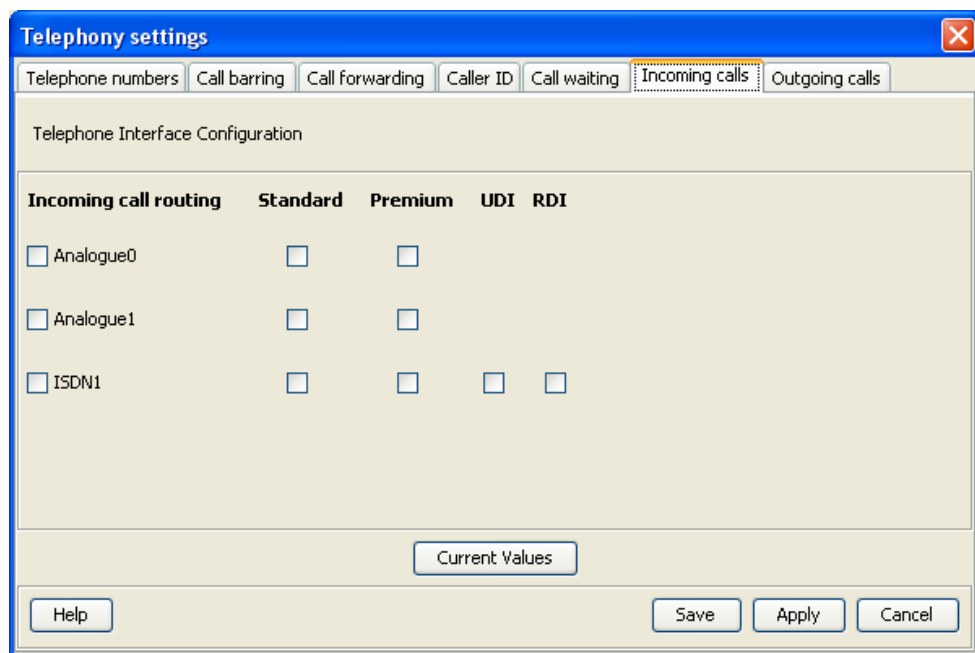 Telephony settings
Telephone numbers Call barring Call forwarding Caller ID Call waiting Incoming calls Outgoing calls
Telephone Interface Configuration
Incoming call routing Standard Premium UDI RDI
Analogue0
Analogue1
ISDN1
Current Values
Help Save Apply Cancel